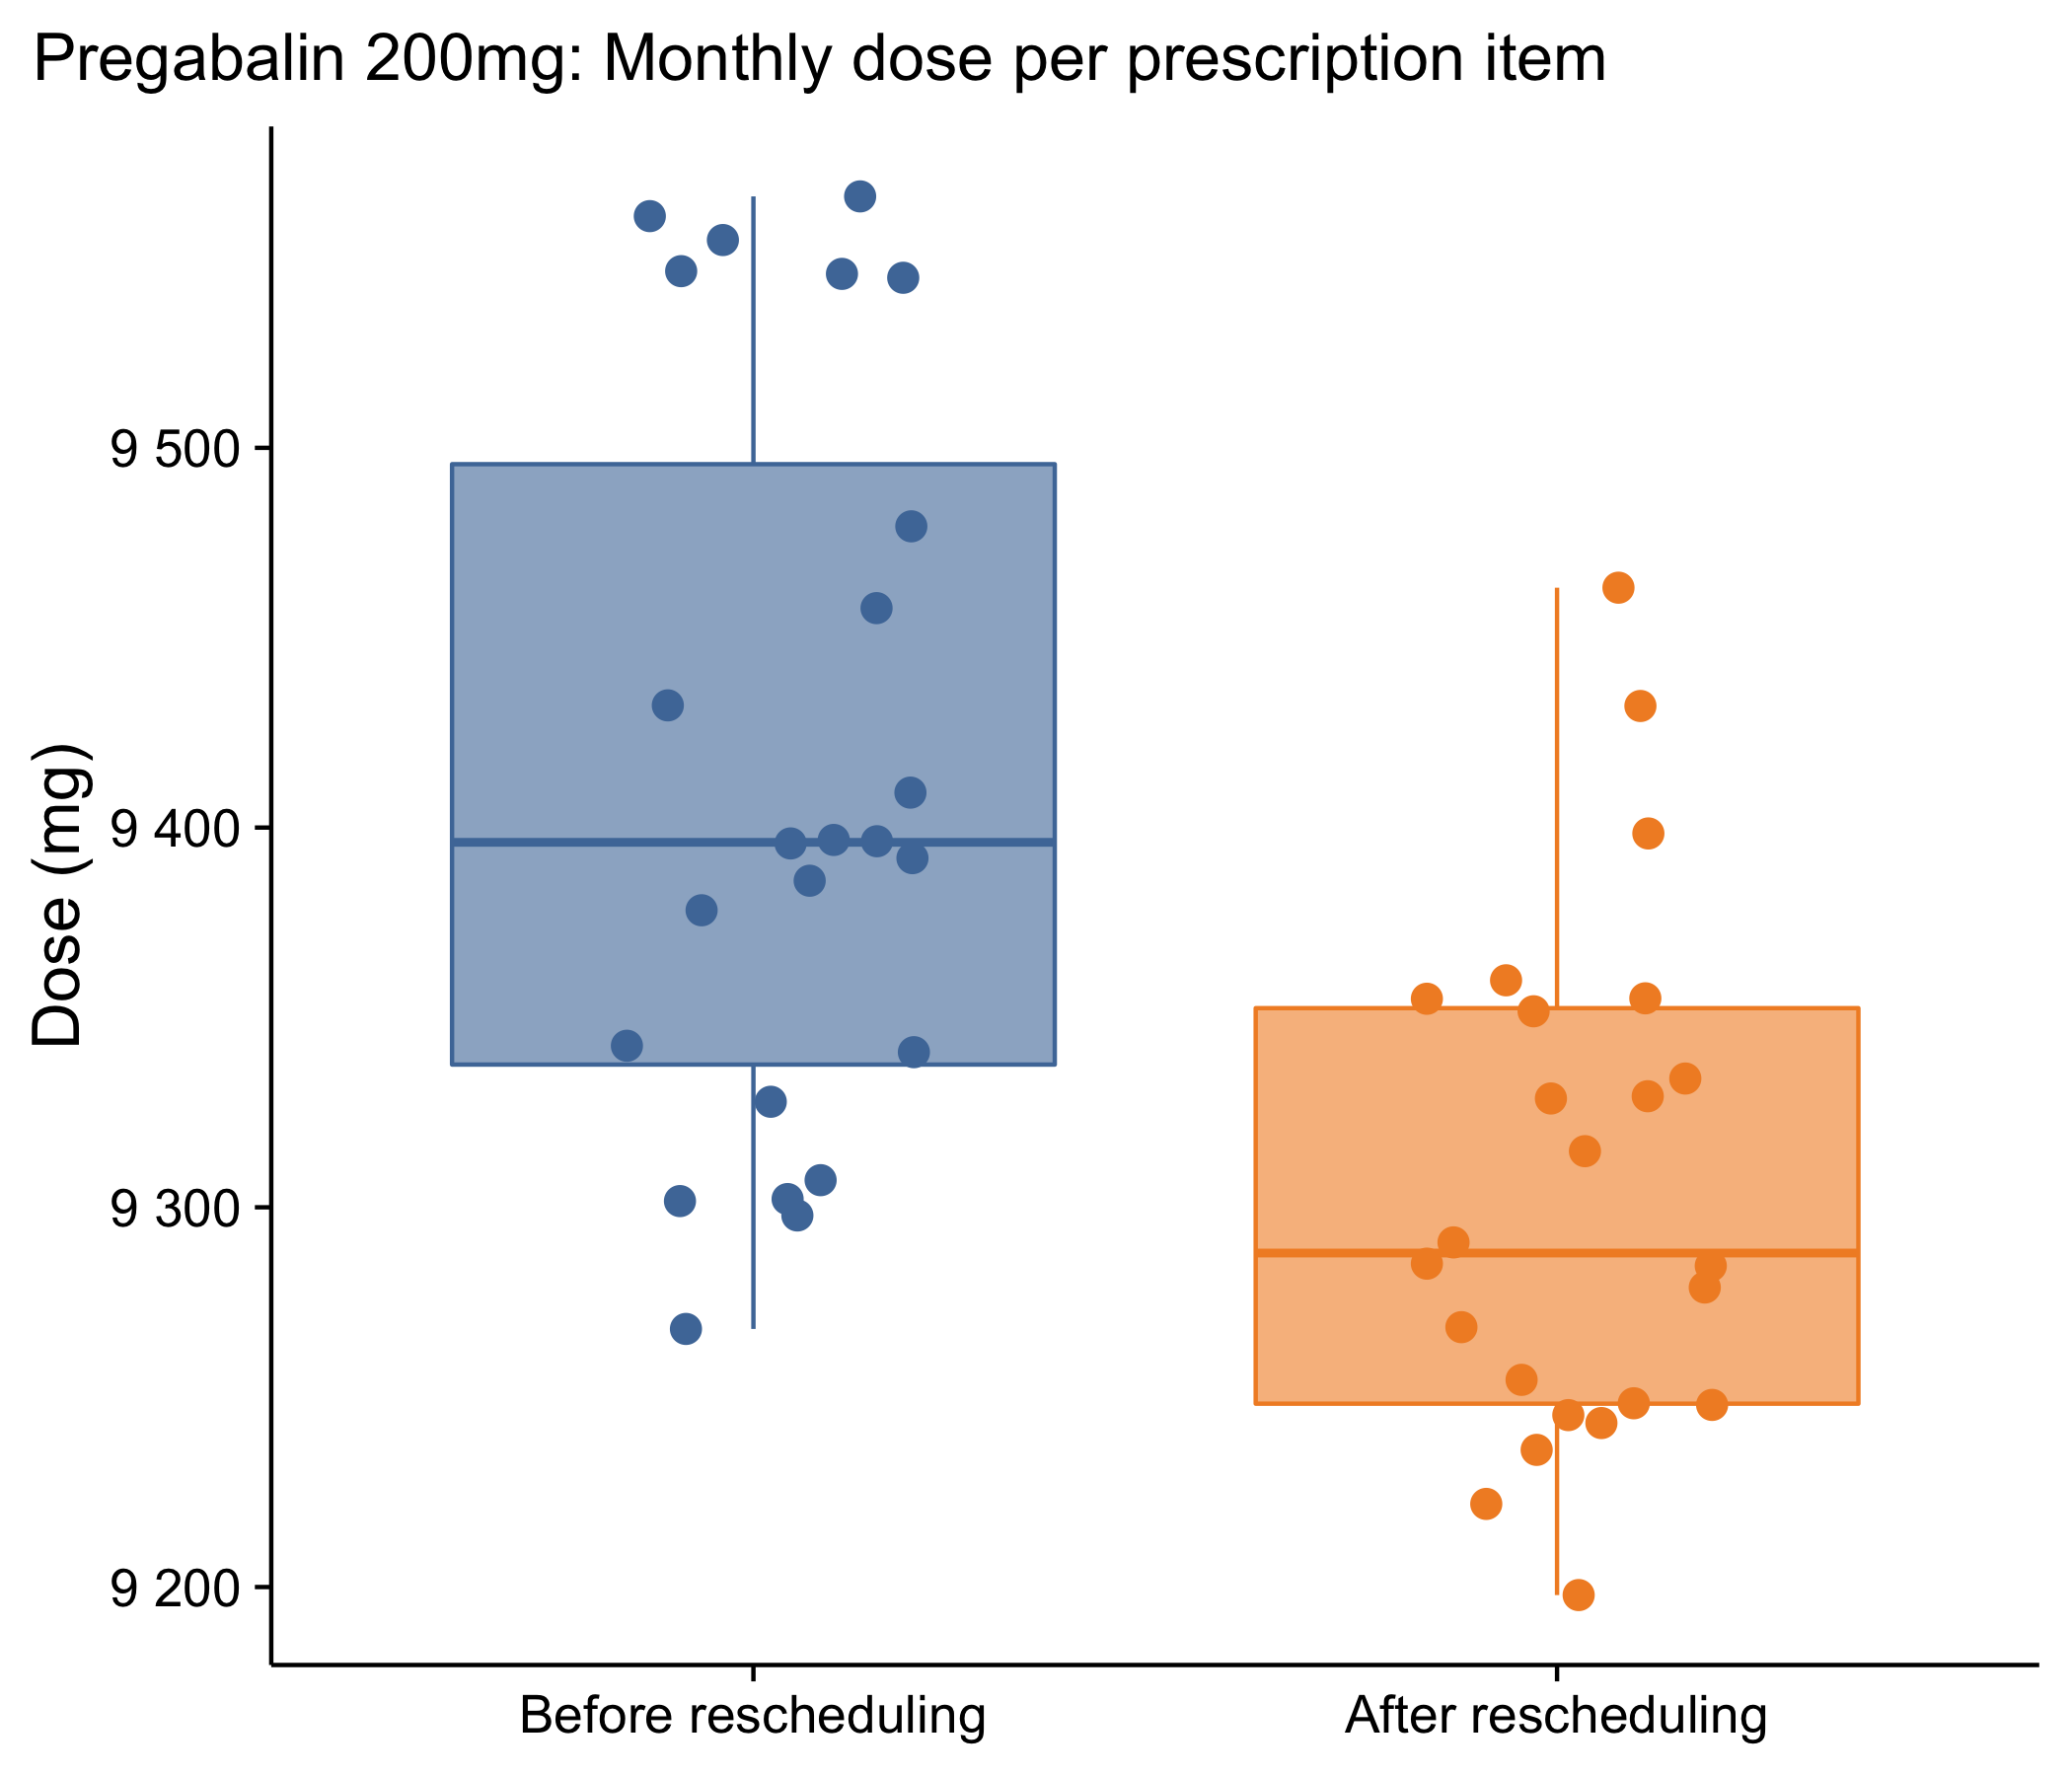 Pregabalin 200mg: Monthly dose per prescription item
Dose (mg)
9 500
9 400
9 300
9 200
Before rescheduling
After rescheduling